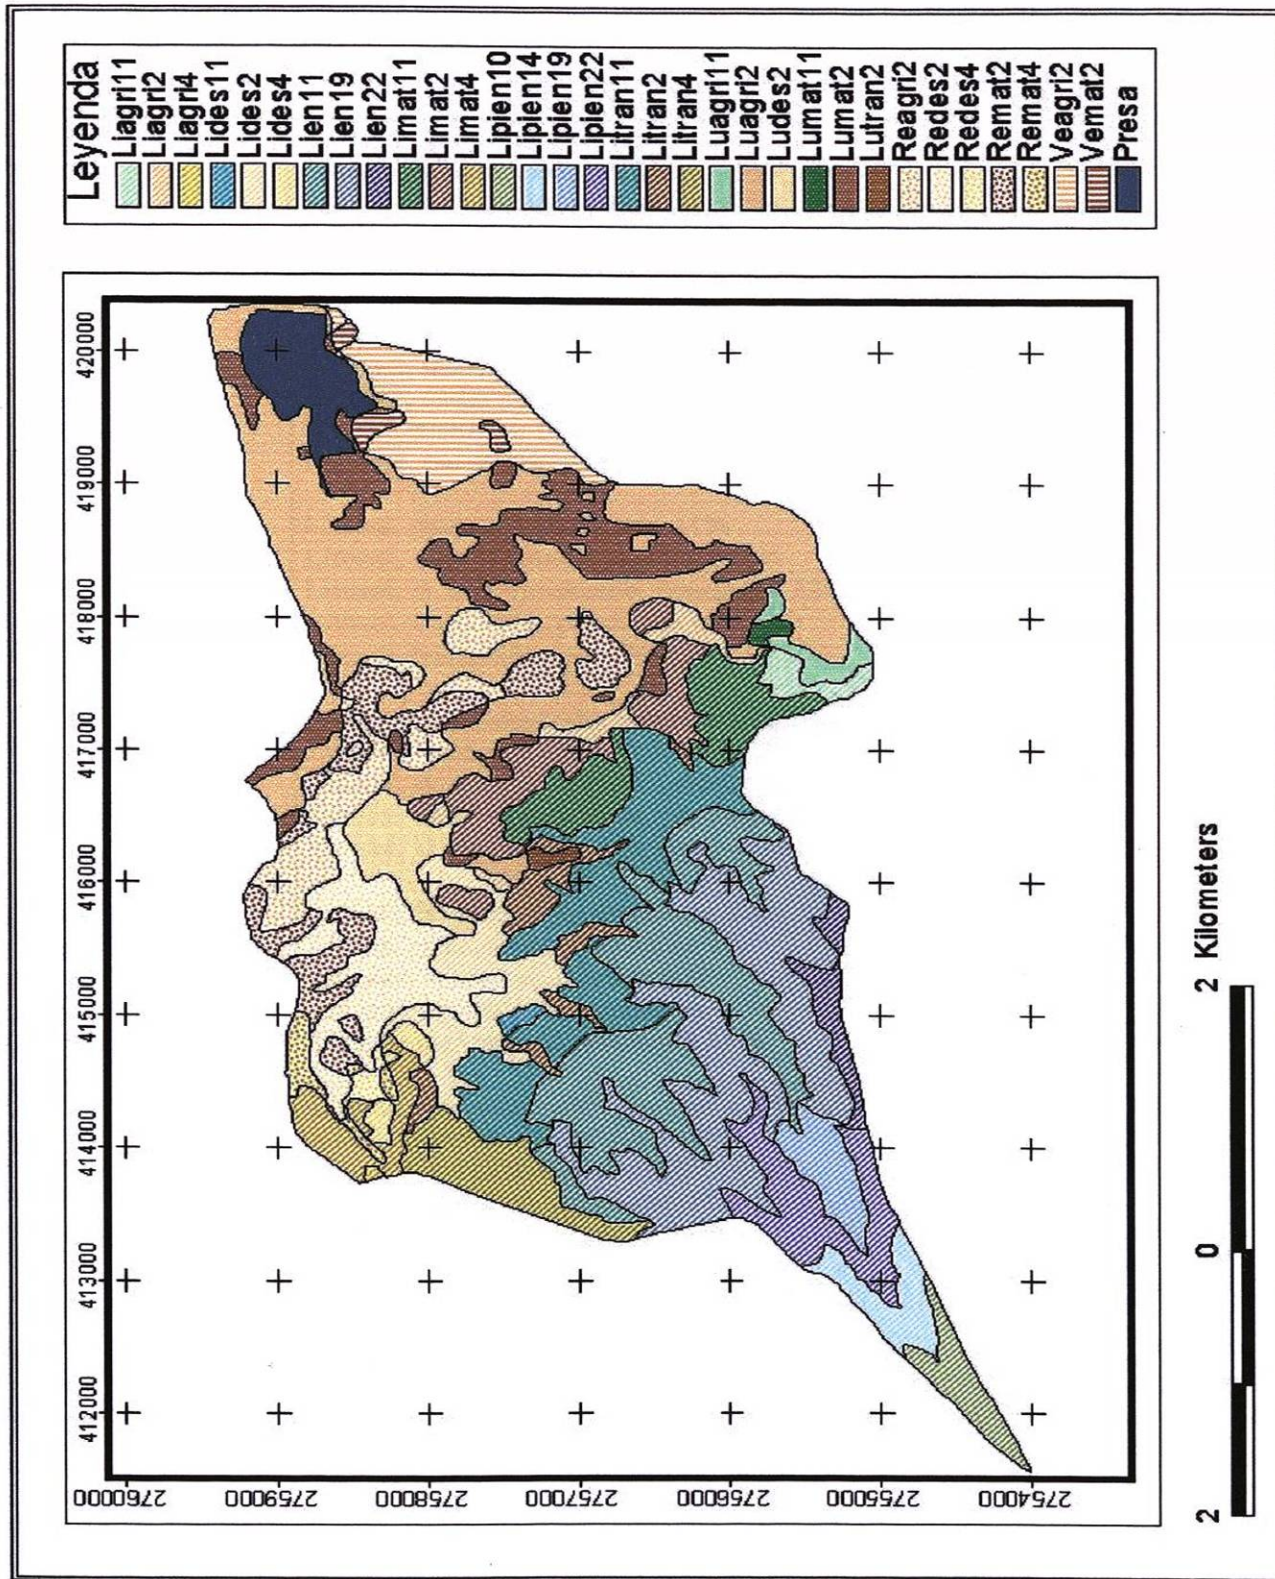 Leyenda
Liagri11
Liagri2
Liagri4
Lides11
Lides2
Lides4
Lien11
Lien19
Lien22
Limat11
Limat2
Limat4
Lipien10
Lipien14
Lipien19
Lipien22
Litran11
Litran2
Litran4
Luagri11
Luagri2
Ludes2
Lumat11
Lumat2
Lutran2
Reagri2
Redes2
Redes4
Remat2
Remat4
Veagri2
Vemat2
Presa
412000 413000 414000 415000 416000 417000 418000 419000 420000
2760000
2759000
2758000
2757000
2756000
2755000
2754000
2 0 2 Kilometers